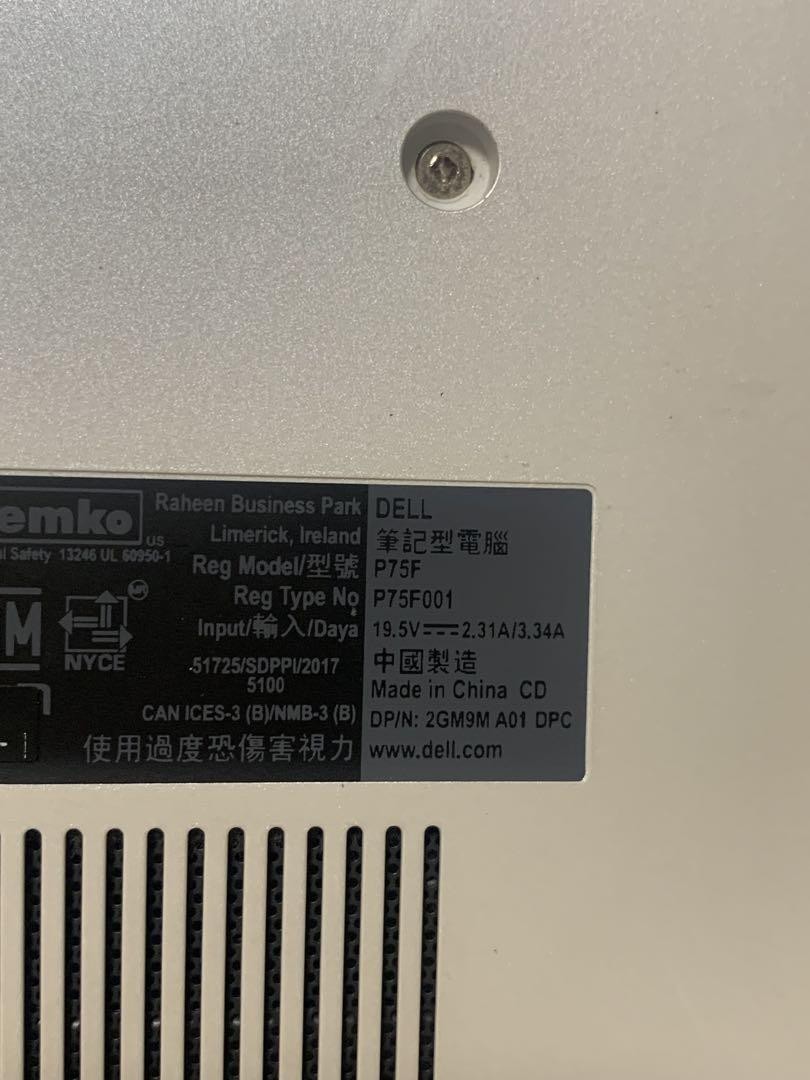 emko
US
Safety 13246 UL 60950-1
M
NYCE
Raheen Business Park
Limerick, Ireland
Reg Model/型號
Reg Type No
Input/輸入/Daya
51725/SDPPI/2017
5100
CAN ICES-3 (B)/NMB-3 (B)
使用過度恐傷害視力
DELL
筆記型電腦
P75F
P75F001
19.5V⎓2.31A/3.34A
中國製造
Made in China CD
DP/N: 2GM9M A01 DPC
www.dell.com